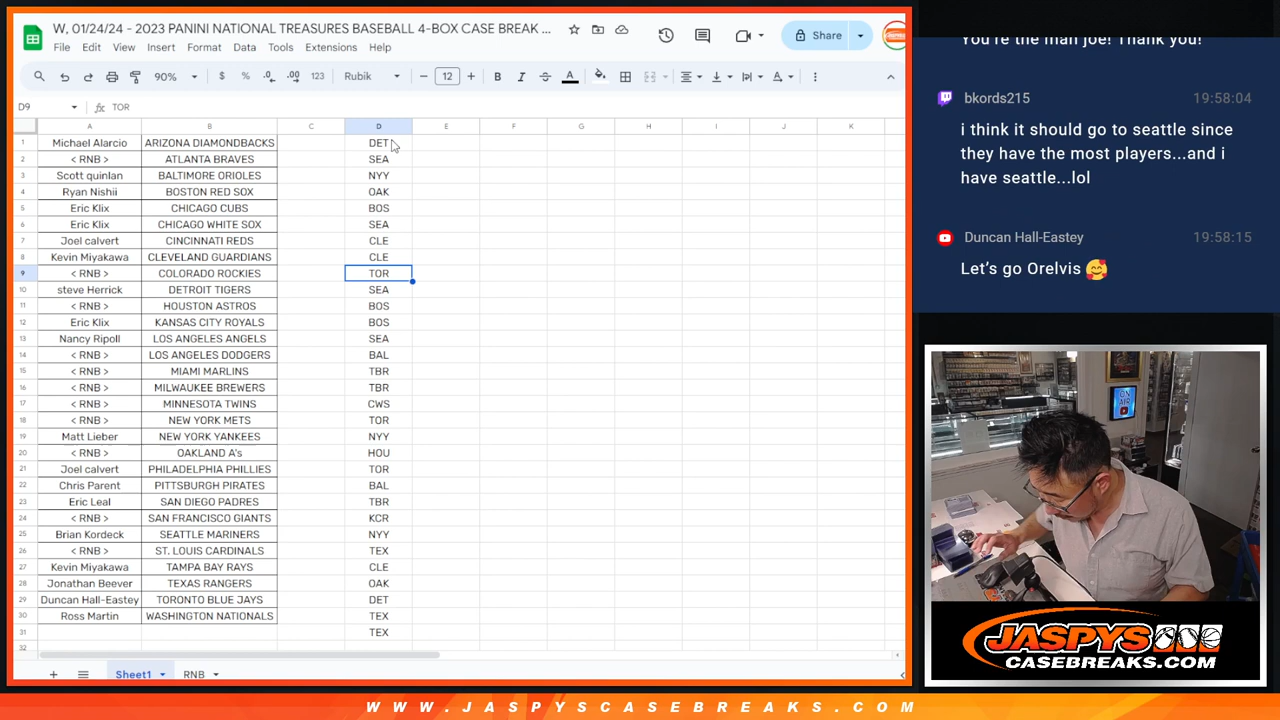 W, 01/24/24 - 2023 PANINI NATIONAL TREASURES BASEBALL 4-BOX CASE BREAK ...
Share
File Edit View Insert Format Data Tools Extensions Help
90% $ % .0 .00 123 Rubik 12 B I A
D9 fx TOR
A B C D E F G H I J K
1 Michael Alarcio ARIZONA DIAMONDBACKS DET
2 < RNB > ATLANTA BRAVES SEA
3 Scott quinlan BALTIMORE ORIOLES NYY
4 Ryan Nishii BOSTON RED SOX OAK
5 Eric Klix CHICAGO CUBS BOS
6 Eric Klix CHICAGO WHITE SOX SEA
7 Joel calvert CINCINNATI REDS CLE
8 Kevin Miyakawa CLEVELAND GUARDIANS CLE
9 < RNB > COLORADO ROCKIES TOR
10 steve Herrick DETROIT TIGERS SEA
11 < RNB > HOUSTON ASTROS BOS
12 Eric Klix KANSAS CITY ROYALS BOS
13 Nancy Ripoll LOS ANGELES ANGELS SEA
14 < RNB > LOS ANGELES DODGERS BAL
15 < RNB > MIAMI MARLINS TBR
16 < RNB > MILWAUKEE BREWERS TBR
17 < RNB > MINNESOTA TWINS CWS
18 < RNB > NEW YORK METS TOR
19 Matt Lieber NEW YORK YANKEES NYY
20 < RNB > OAKLAND A's HOU
21 Joel calvert PHILADELPHIA PHILLIES TOR
22 Chris Parent PITTSBURGH PIRATES BAL
23 Eric Leal SAN DIEGO PADRES TBR
24 < RNB > SAN FRANCISCO GIANTS KCR
25 Brian Kordeck SEATTLE MARINERS NYY
26 < RNB > ST. LOUIS CARDINALS TEX
27 Kevin Miyakawa TAMPA BAY RAYS CLE
28 Jonathan Beever TEXAS RANGERS OAK
29 Duncan Hall-Eastey TORONTO BLUE JAYS DET
30 Ross Martin WASHINGTON NATIONALS TEX
31 TEX
32
Sheet1 RNB
You're the man joe! Thank you!
bkords215 19:58:04
i think it should go to seattle since
they have the most players...and i
have seattle...lol
Duncan Hall-Eastey 19:58:15
Let's go Orelvis 🥰
ON AIR
JASPYS
CASEBREAKS.COM
WWW.JASPYSCASEBREAKS.COM